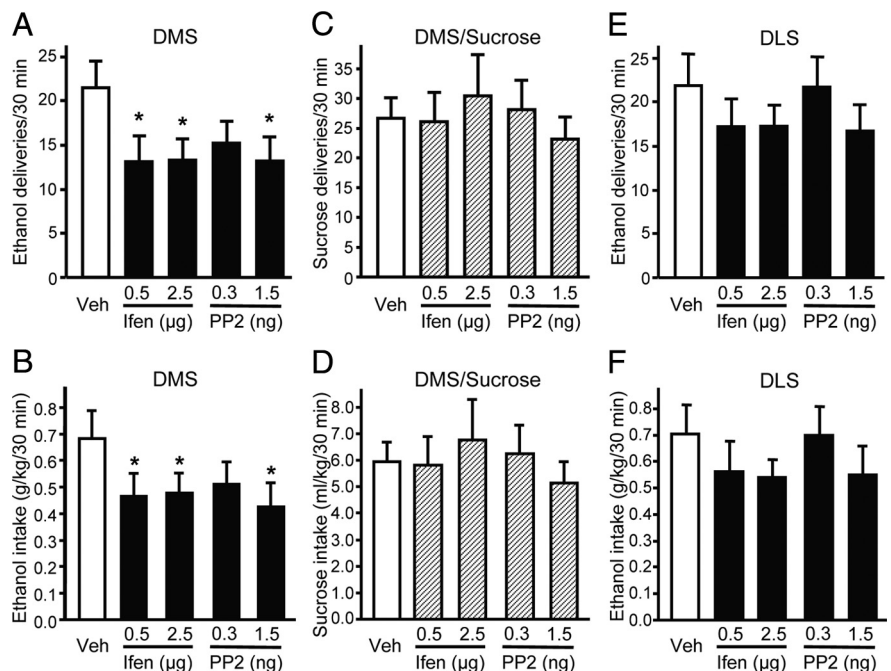 A
DMS
Ethanol deliveries/30 min
25
20
15
10
5
0
* * *
Veh
0.5 2.5 0.3 1.5
Ifen (μg) PP2 (ng)
C
DMS/Sucrose
Sucrose deliveries/30 min
35
30
25
20
15
10
5
0
Veh
0.5 2.5 0.3 1.5
Ifen (μg) PP2 (ng)
E
DLS
Ethanol deliveries/30 min
25
20
15
10
5
0
Veh
0.5 2.5 0.3 1.5
Ifen (μg) PP2 (ng)
B
DMS
Ethanol intake (g/kg/30 min)
0.8
0.7
0.6
0.5
0.4
0.3
0.2
0.1
0.0
* * *
Veh
0.5 2.5 0.3 1.5
Ifen (μg) PP2 (ng)
D
DMS/Sucrose
Sucrose intake (ml/kg/30 min)
8.0
7.0
6.0
5.0
4.0
3.0
2.0
1.0
0.0
Veh
0.5 2.5 0.3 1.5
Ifen (μg) PP2 (ng)
F
DLS
Ethanol intake (g/kg/30 min)
0.8
0.7
0.6
0.5
0.4
0.3
0.2
0.1
0.0
Veh
0.5 2.5 0.3 1.5
Ifen (μg) PP2 (ng)